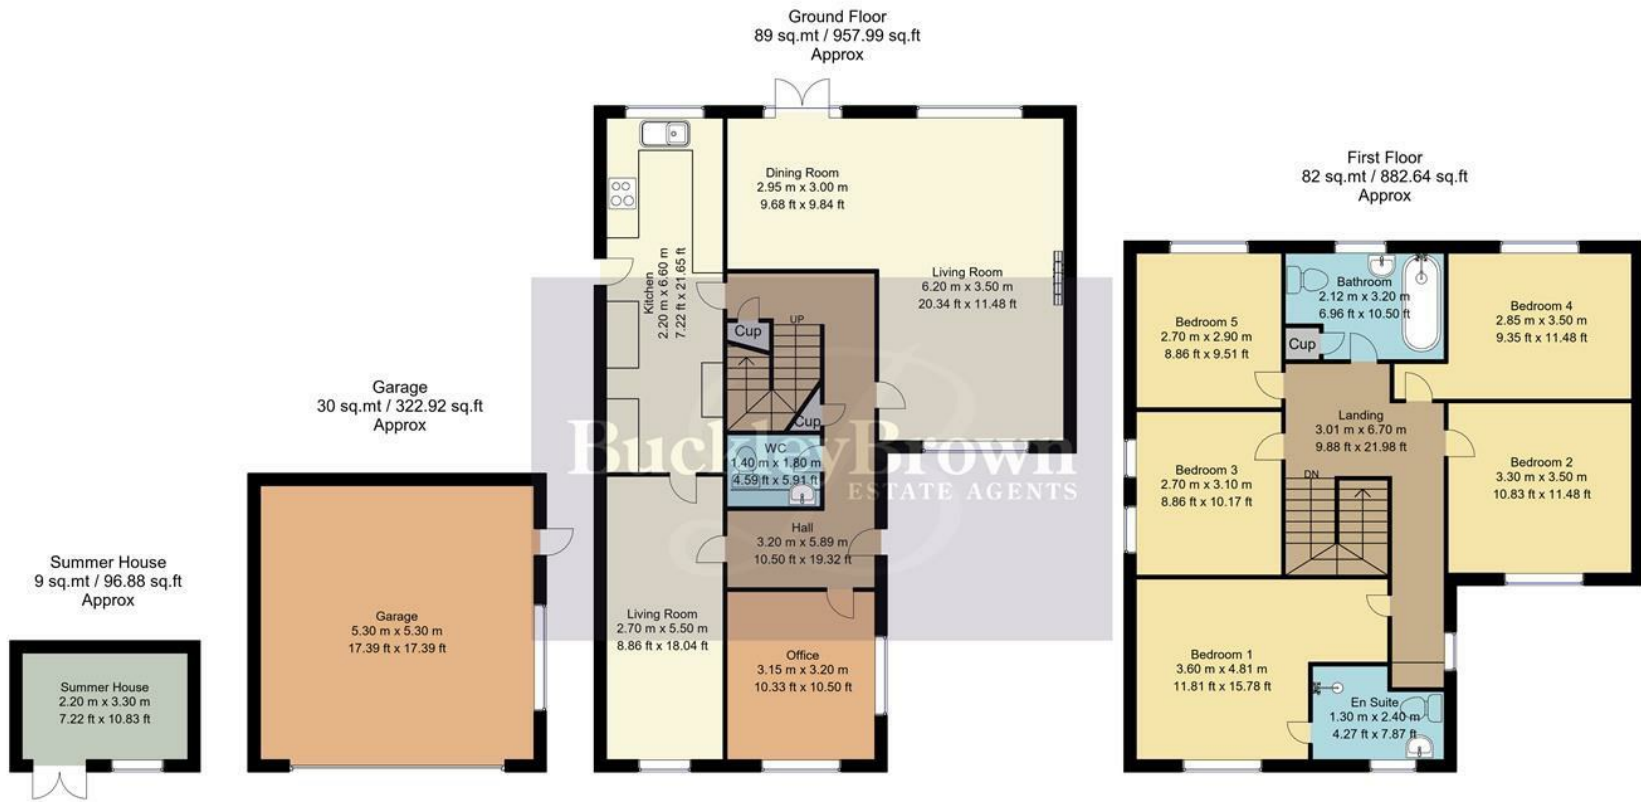 Ground Floor
89 sq.mt / 957.99 sq.ft
Approx
Dining Room
2.95 m x 3.00 m
9.68 ft x 9.84 ft
Kitchen
2.20 m x 6.60 m
7.22 ft x 21.65 ft
Living Room
6.20 m x 3.50 m
20.34 ft x 11.48 ft
UP
Cup
Cup
WC
1.40 m x 1.80 m
4.59 ft x 5.91 ft
Hall
3.20 m x 5.89 m
10.50 ft x 19.32 ft
Living Room
2.70 m x 5.50 m
8.86 ft x 18.04 ft
Office
3.15 m x 3.20 m
10.33 ft x 10.50 ft
BuckleyBrown
ESTATE AGENTS
First Floor
82 sq.mt / 882.64 sq.ft
Approx
Bedroom 5
2.70 m x 2.90 m
8.86 ft x 9.51 ft
Bathroom
2.12 m x 3.20 m
6.96 ft x 10.50 ft
Cup
Bedroom 4
2.85 m x 3.50 m
9.35 ft x 11.48 ft
Landing
3.01 m x 6.70 m
9.88 ft x 21.98 ft
DN
Bedroom 3
2.70 m x 3.10 m
8.86 ft x 10.17 ft
Bedroom 2
3.30 m x 3.50 m
10.83 ft x 11.48 ft
Bedroom 1
3.60 m x 4.81 m
11.81 ft x 15.78 ft
En Suite
1.30 m x 2.40 m
4.27 ft x 7.87 ft
Garage
30 sq.mt / 322.92 sq.ft
Approx
Garage
5.30 m x 5.30 m
17.39 ft x 17.39 ft
Summer House
9 sq.mt / 96.88 sq.ft
Approx
Summer House
2.20 m x 3.30 m
7.22 ft x 10.83 ft